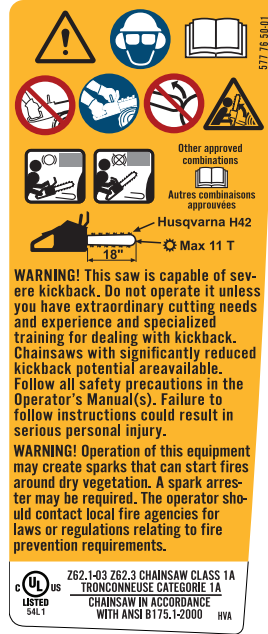 577 76 50-01
Other approved
combinations
Autres combinaisons
approuvées
Husqvarna H42
Max 11 T
18"
WARNING! This saw is capable of sev-
ere kickback. Do not operate it unless
you have extraordinary cutting needs
and experience and specialized
training for dealing with kickback.
Chainsaws with significantly reduced
kickback potential areavailable.
Follow all safety precautions in the
Operator's Manual(s). Failure to
follow instructions could result in
serious personal injury.
WARNING! Operation of this equipment
may create sparks that can start fires
around dry vegetation. A spark arres-
ter may be required. The operator sho-
uld contact local fire agencies for
laws or regulations relating to fire
prevention requirements.
C UL US
LISTED
54L1
Z62.1-03 Z62.3 CHAINSAW CLASS 1A
TRONCONNEUSE CATEGORIE 1A
CHAINSAW IN ACCORDANCE
WITH ANSI B175.1-2000 HVA